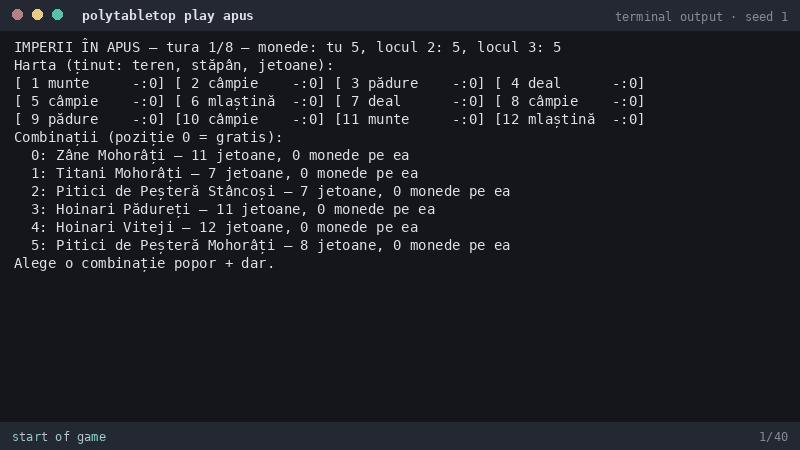 polytabletop play apus
terminal output · seed 1
IMPERII ÎN APUS — tura 1/8 — monede: tu 5, locul 2: 5, locul 3: 5
Harta (ținut: teren, stăpân, jetoane):
[ 1 munte     -:0] [ 2 câmpie    -:0] [ 3 pădure    -:0] [ 4 deal      -:0]
[ 5 câmpie    -:0] [ 6 mlaștină  -:0] [ 7 deal      -:0] [ 8 câmpie    -:0]
[ 9 pădure    -:0] [10 câmpie    -:0] [11 munte     -:0] [12 mlaștină  -:0]
Combinații (poziție 0 = gratis):
  0: Zâne Mohorâți — 11 jetoane, 0 monede pe ea
  1: Titani Mohorâți — 7 jetoane, 0 monede pe ea
  2: Pitici de Peșteră Stâncoși — 7 jetoane, 0 monede pe ea
  3: Hoinari Pădureți — 11 jetoane, 0 monede pe ea
  4: Hoinari Viteji — 12 jetoane, 0 monede pe ea
  5: Pitici de Peșteră Mohorâți — 8 jetoane, 0 monede pe ea
Alege o combinație popor + dar.
start of game
1/40